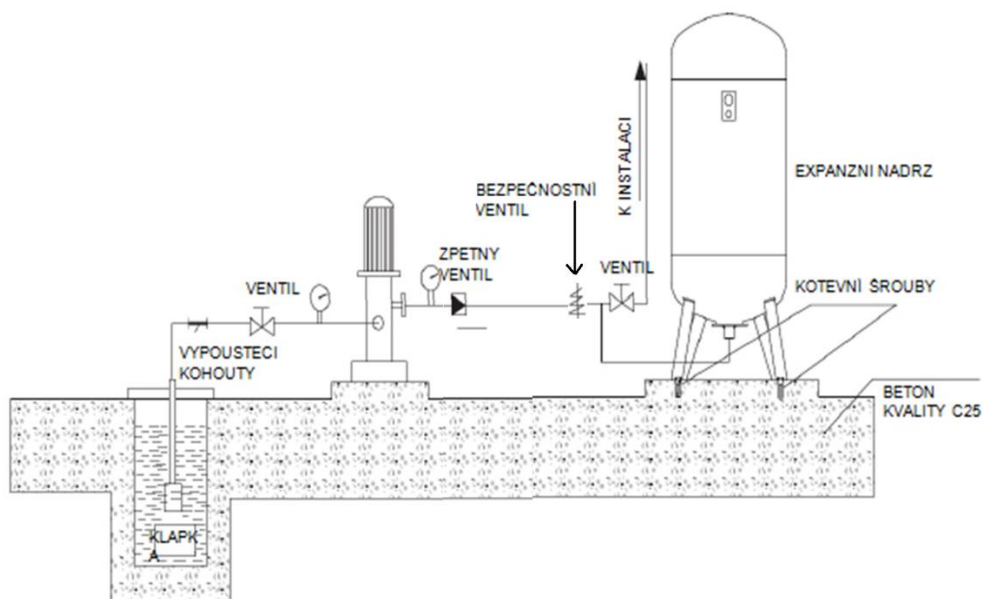 BEZPEČNOSTNÍ
VENTIL
K INSTALACI
EXPANZNI NADRZ
ZPETNY
VENTIL
VENTIL
KOTEVNÍ ŠROUBY
VENTIL
VYPOUSTECI
KOHOUTY
BETON
KVALITY C25
KLAPK
A